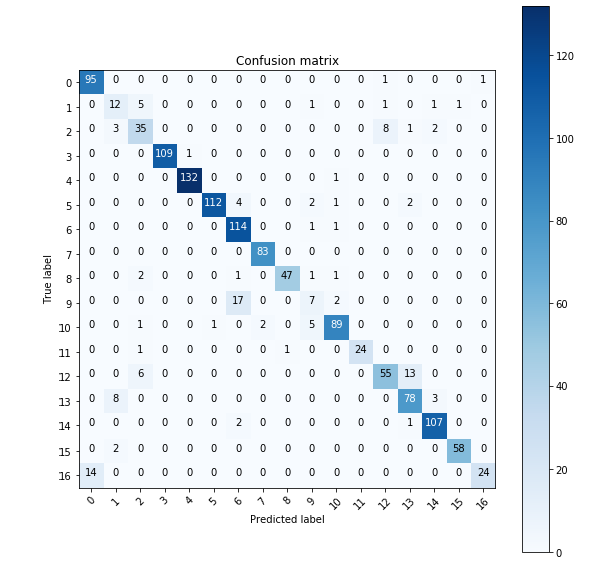 Confusion matrix
0 95 0 0 0 0 0 0 0 0 0 0 0 1 0 0 0 1
1 0 12 5 0 0 0 0 0 0 1 0 0 1 0 1 1 0
2 0 3 35 0 0 0 0 0 0 0 0 0 8 1 2 0 0
3 0 0 0 109 1 0 0 0 0 0 0 0 0 0 0 0 0
4 0 0 0 0 132 0 0 0 0 0 1 0 0 0 0 0 0
5 0 0 0 0 0 112 4 0 0 2 1 0 0 2 0 0 0
6 0 0 0 0 0 0 114 0 0 1 1 0 0 0 0 0 0
7 0 0 0 0 0 0 0 83 0 0 0 0 0 0 0 0 0
8 0 0 2 0 0 0 1 0 47 1 1 0 0 0 0 0 0
9 0 0 0 0 0 0 17 0 0 7 2 0 0 0 0 0 0
10 0 0 1 0 0 1 0 2 0 5 89 0 0 0 0 0 0
11 0 0 1 0 0 0 0 0 1 0 0 24 0 0 0 0 0
12 0 0 6 0 0 0 0 0 0 0 0 0 55 13 0 0 0
13 0 8 0 0 0 0 0 0 0 0 0 0 0 78 3 0 0
14 0 0 0 0 0 0 2 0 0 0 0 0 0 1 107 0 0
15 0 2 0 0 0 0 0 0 0 0 0 0 0 0 0 58 0
16 14 0 0 0 0 0 0 0 0 0 0 0 0 0 0 0 24
0 1 2 3 4 5 6 7 8 9 10 11 12 13 14 15 16
True label
Predicted label
120
100
80
60
40
20
0